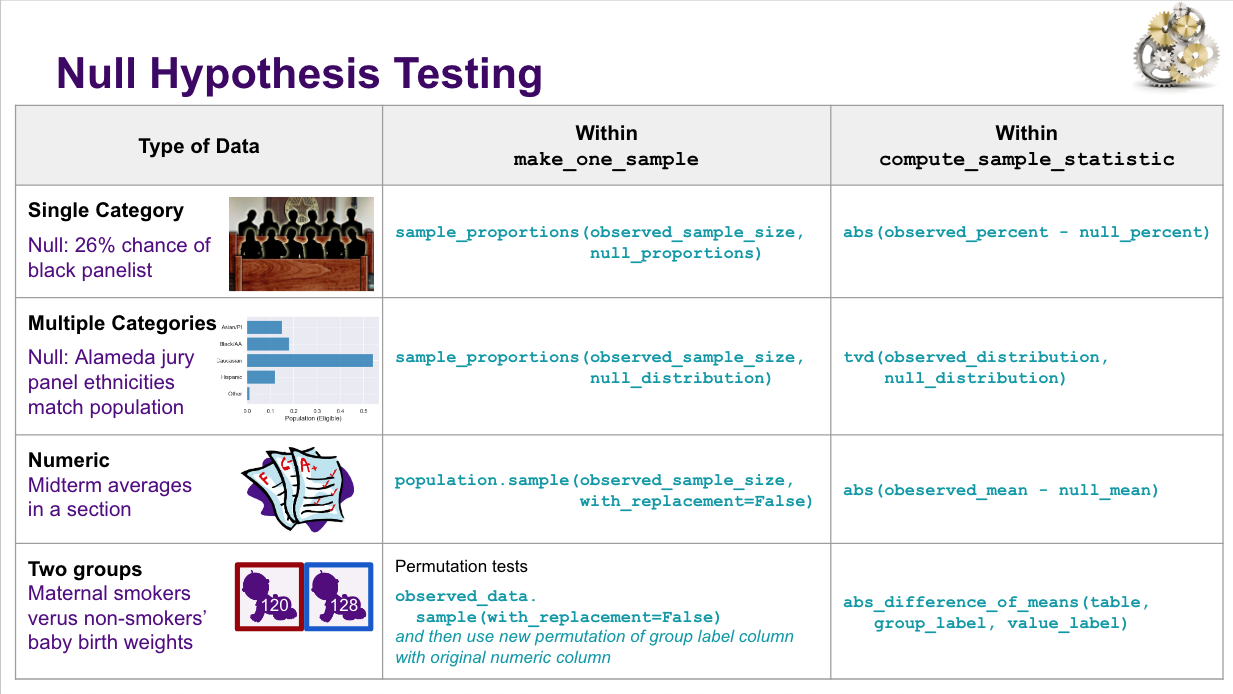 Null Hypothesis Testing
Type of Data
Within
make_one_sample
Within
compute_sample_statistic
Single Category
Null: 26% chance of
black panelist
sample_proportions(observed_sample_size,
null_proportions)
abs(observed_percent - null_percent)
Multiple Categories
Null: Alameda jury
panel ethnicities
match population
Asian/PI
Black/AA
Caucasian
Hispanic
Other
0.0 0.1 0.2 0.3 0.4 0.5
Population (Eligible)
sample_proportions(observed_sample_size,
null_distribution)
tvd(observed_distribution,
null_distribution)
Numeric
Midterm averages
in a section
F C- A+
population.sample(observed_sample_size,
with_replacement=False)
abs(obeserved_mean - null_mean)
Two groups
Maternal smokers
verus non-smokers’
baby birth weights
120 128
Permutation tests
observed_data.
sample(with_replacement=False)
and then use new permutation of group label column
with original numeric column
abs_difference_of_means(table,
group_label, value_label)